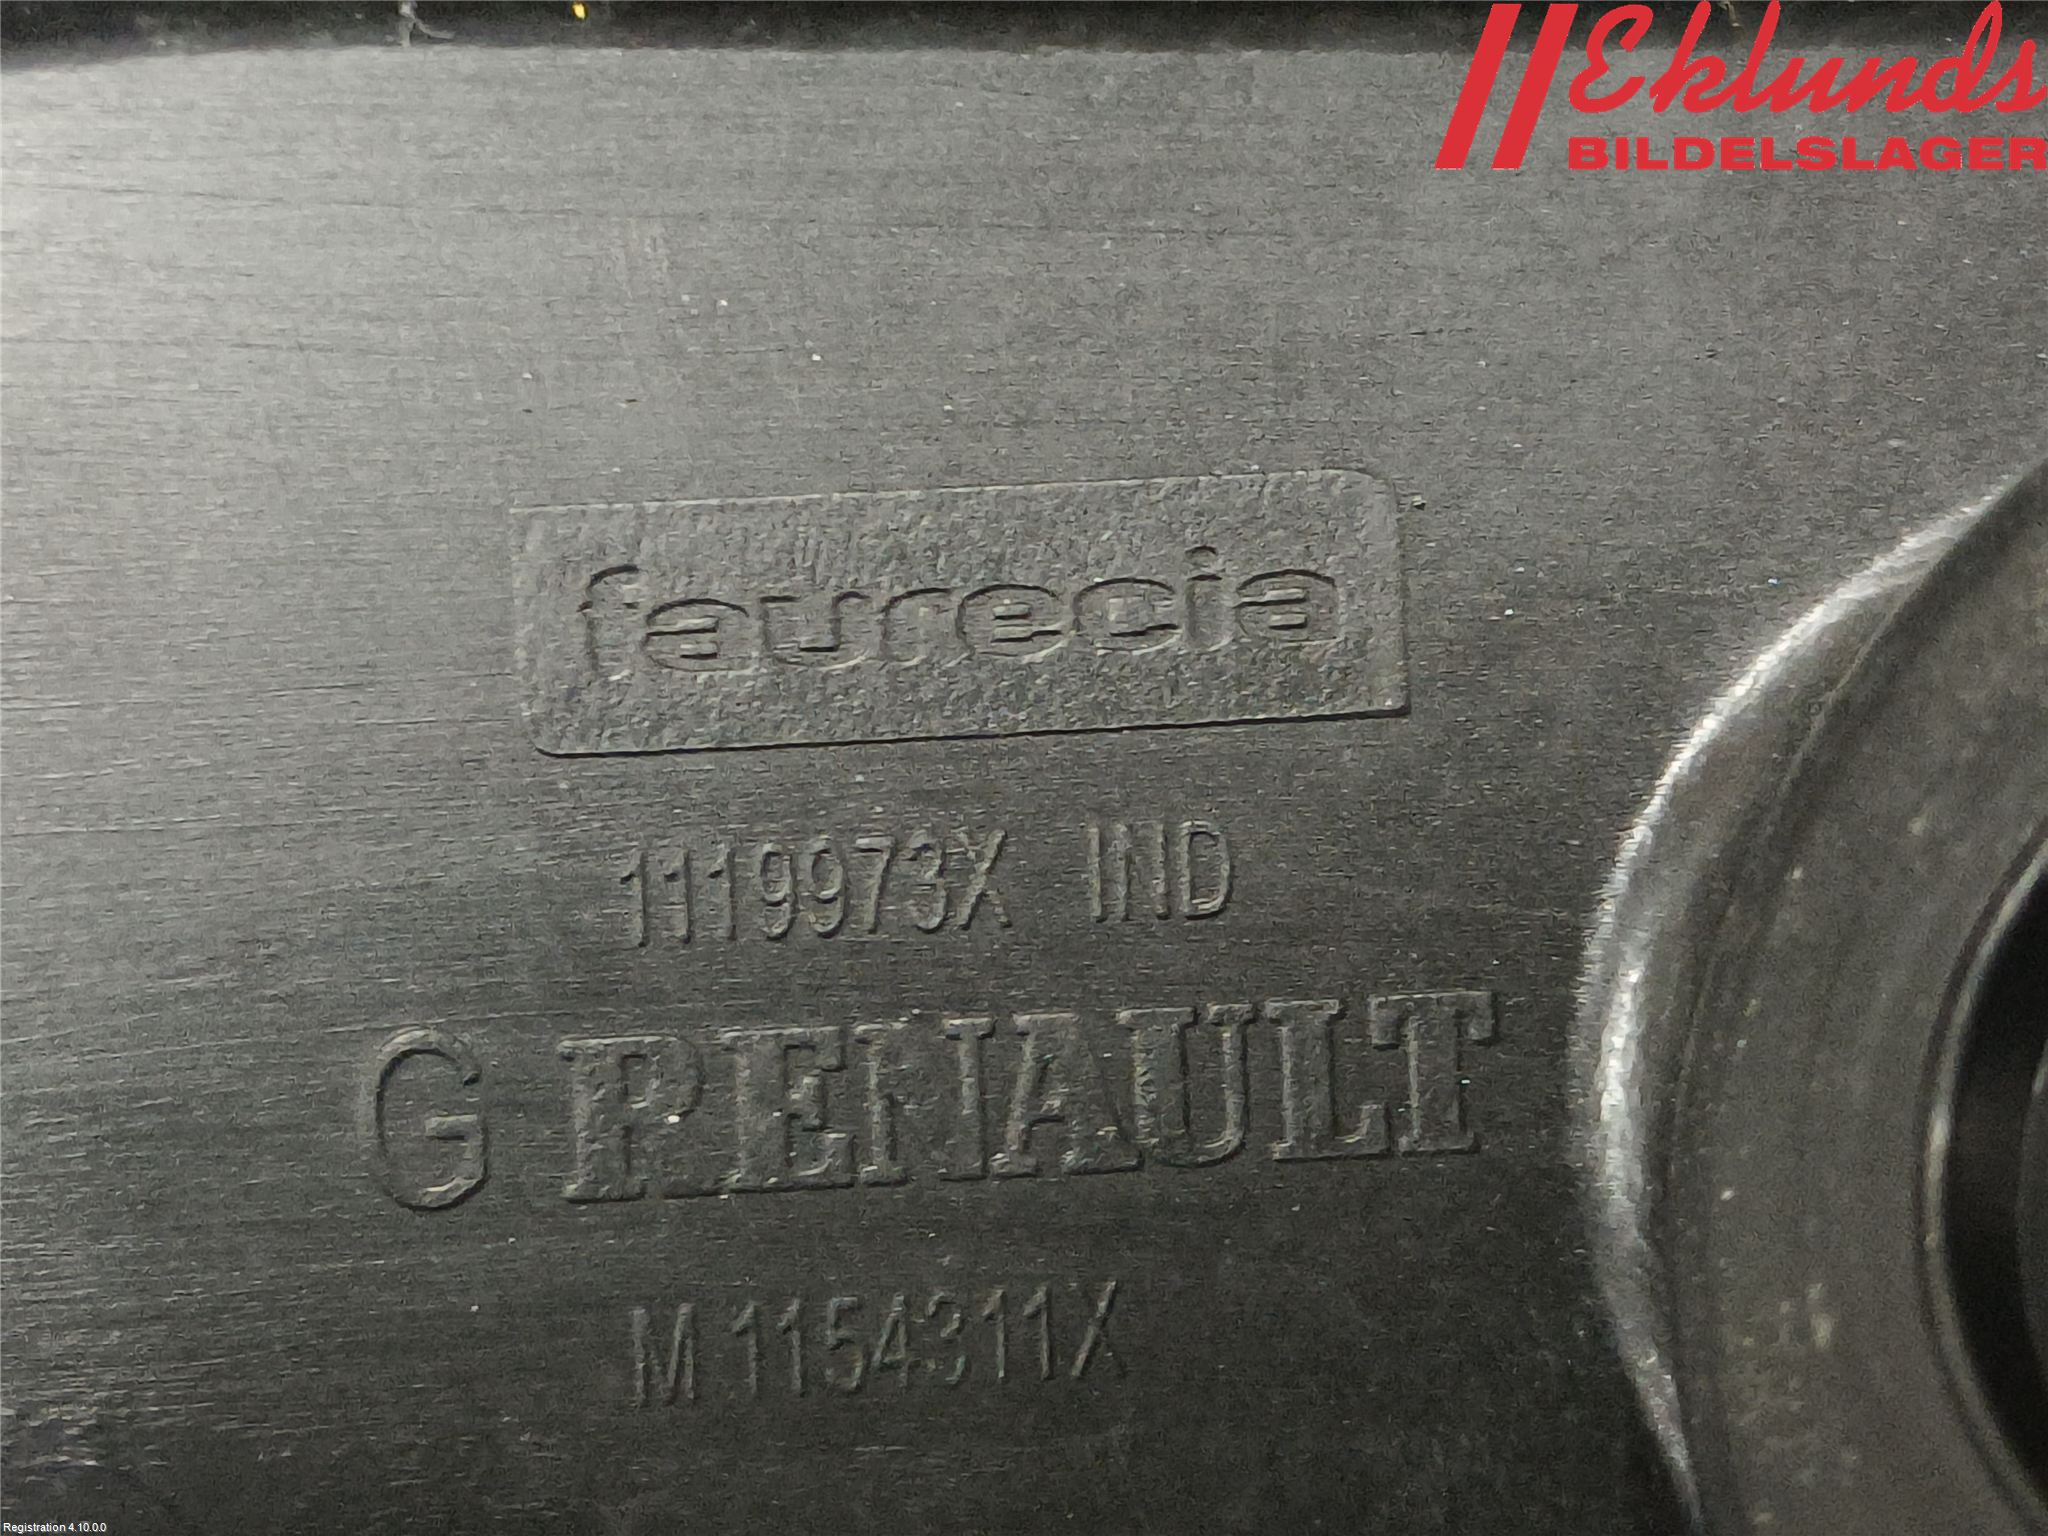 Eklunds
BILDELSLAGER
faurecia
1119973X IND
G RENAULT
M 1154311X
Registration 4.10.0.0